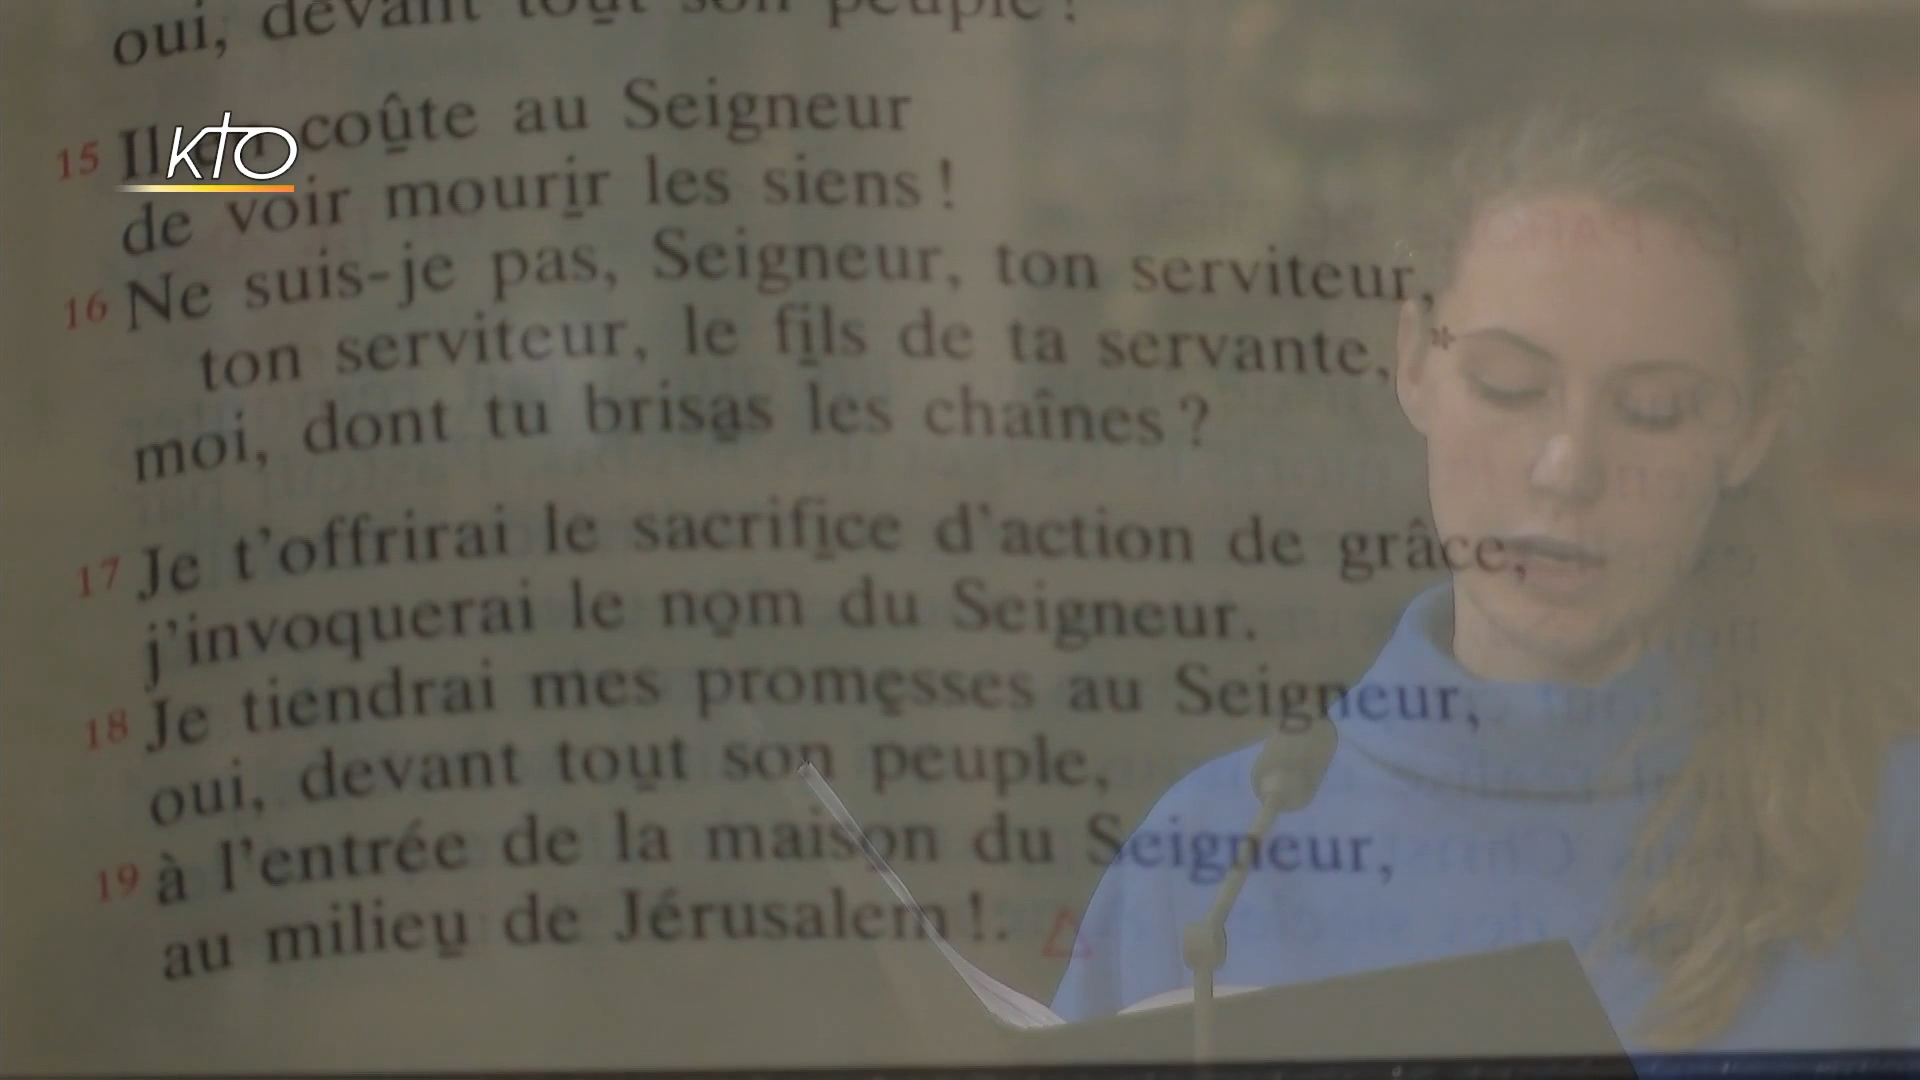 oui, devant tout son peuple !
KTO
15 Il en coûte au Seigneur
de voir mourir les siens !
16 Ne suis-je pas, Seigneur, ton serviteur,
ton serviteur, le fils de ta servante, *
moi, dont tu brisas les chaînes ?
17 Je t'offrirai le sacrifice d'action de grâce,
j'invoquerai le nom du Seigneur.
18 Je tiendrai mes promesses au Seigneur,
oui, devant tout son peuple,
19 à l'entrée de la maison du Seigneur,
au milieu de Jérusalem !.